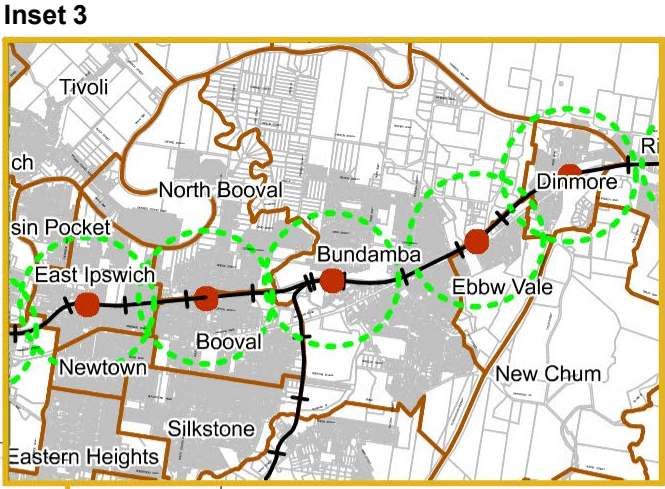 Inset 3
Tivoli
ch
North Booval
Ri
Dinmore
sin Pocket
Bundamba
East Ipswich
Ebbw Vale
Booval
Newtown
New Chum
Silkstone
Eastern Heights